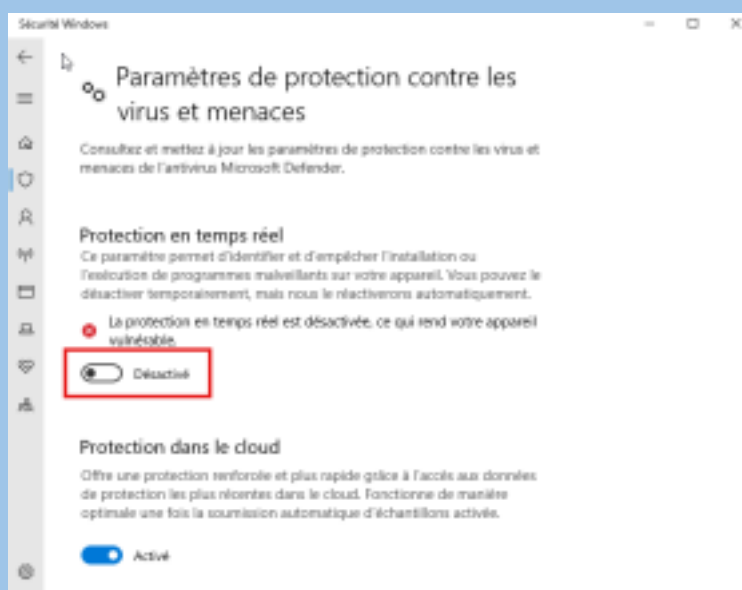 Sécurité Windows
Paramètres de protection contre les
virus et menaces
Consultez et mettez à jour les paramètres de protection contre les virus et
menaces de l'antivirus Microsoft Defender.
Protection en temps réel
Ce paramètre permet d'identifier et d'empêcher l'installation ou
l'exécution de programmes malveillants sur votre appareil. Vous pouvez le
désactiver temporairement, mais nous le réactiverons automatiquement.
La protection en temps réel est désactivée, ce qui rend votre appareil
vulnérable.
Désactivé
Protection dans le cloud
Offre une protection renforcée et plus rapide grâce à l'accès aux données
de protection les plus récentes dans le cloud. Fonctionne de manière
optimale une fois la soumission automatique d'échantillons activée.
Activé